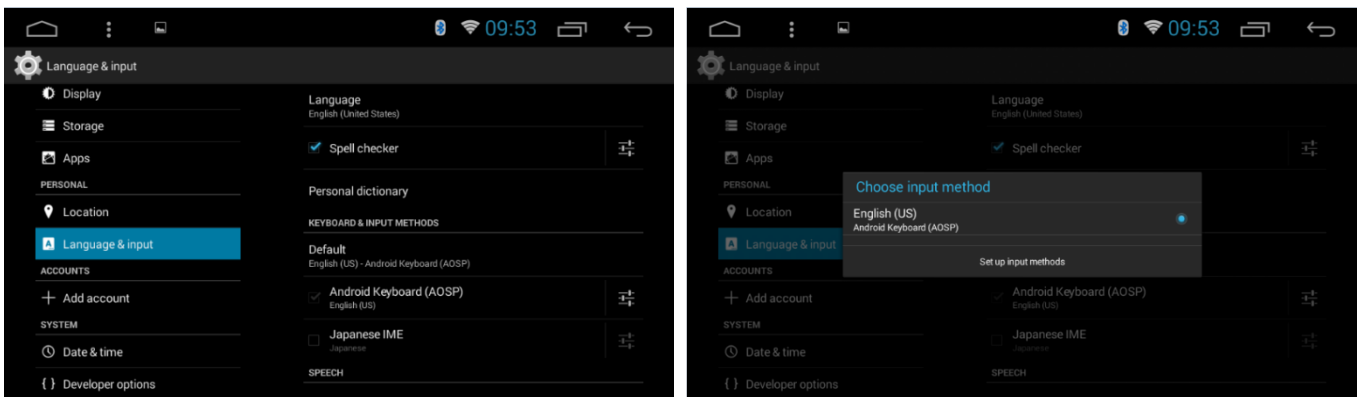 09:53
Language & input
Display
Storage
Apps
PERSONAL
Location
Language & input
ACCOUNTS
Add account
SYSTEM
Date & time
{ } Developer options
Language
English (United States)
Spell checker
Personal dictionary
KEYBOARD & INPUT METHODS
Default
English (US) - Android Keyboard (AOSP)
Android Keyboard (AOSP)
English (US)
Japanese IME
Japanese
SPEECH
09:53
Language & input
Display
Storage
Apps
PERSONAL
Location
Language & input
ACCOUNTS
Add account
SYSTEM
Date & time
{ } Developer options
Language
English (United States)
Spell checker
Choose input method
English (US)
Android Keyboard (AOSP)
Set up input methods
Android Keyboard (AOSP)
English (US)
Japanese IME
Japanese
SPEECH